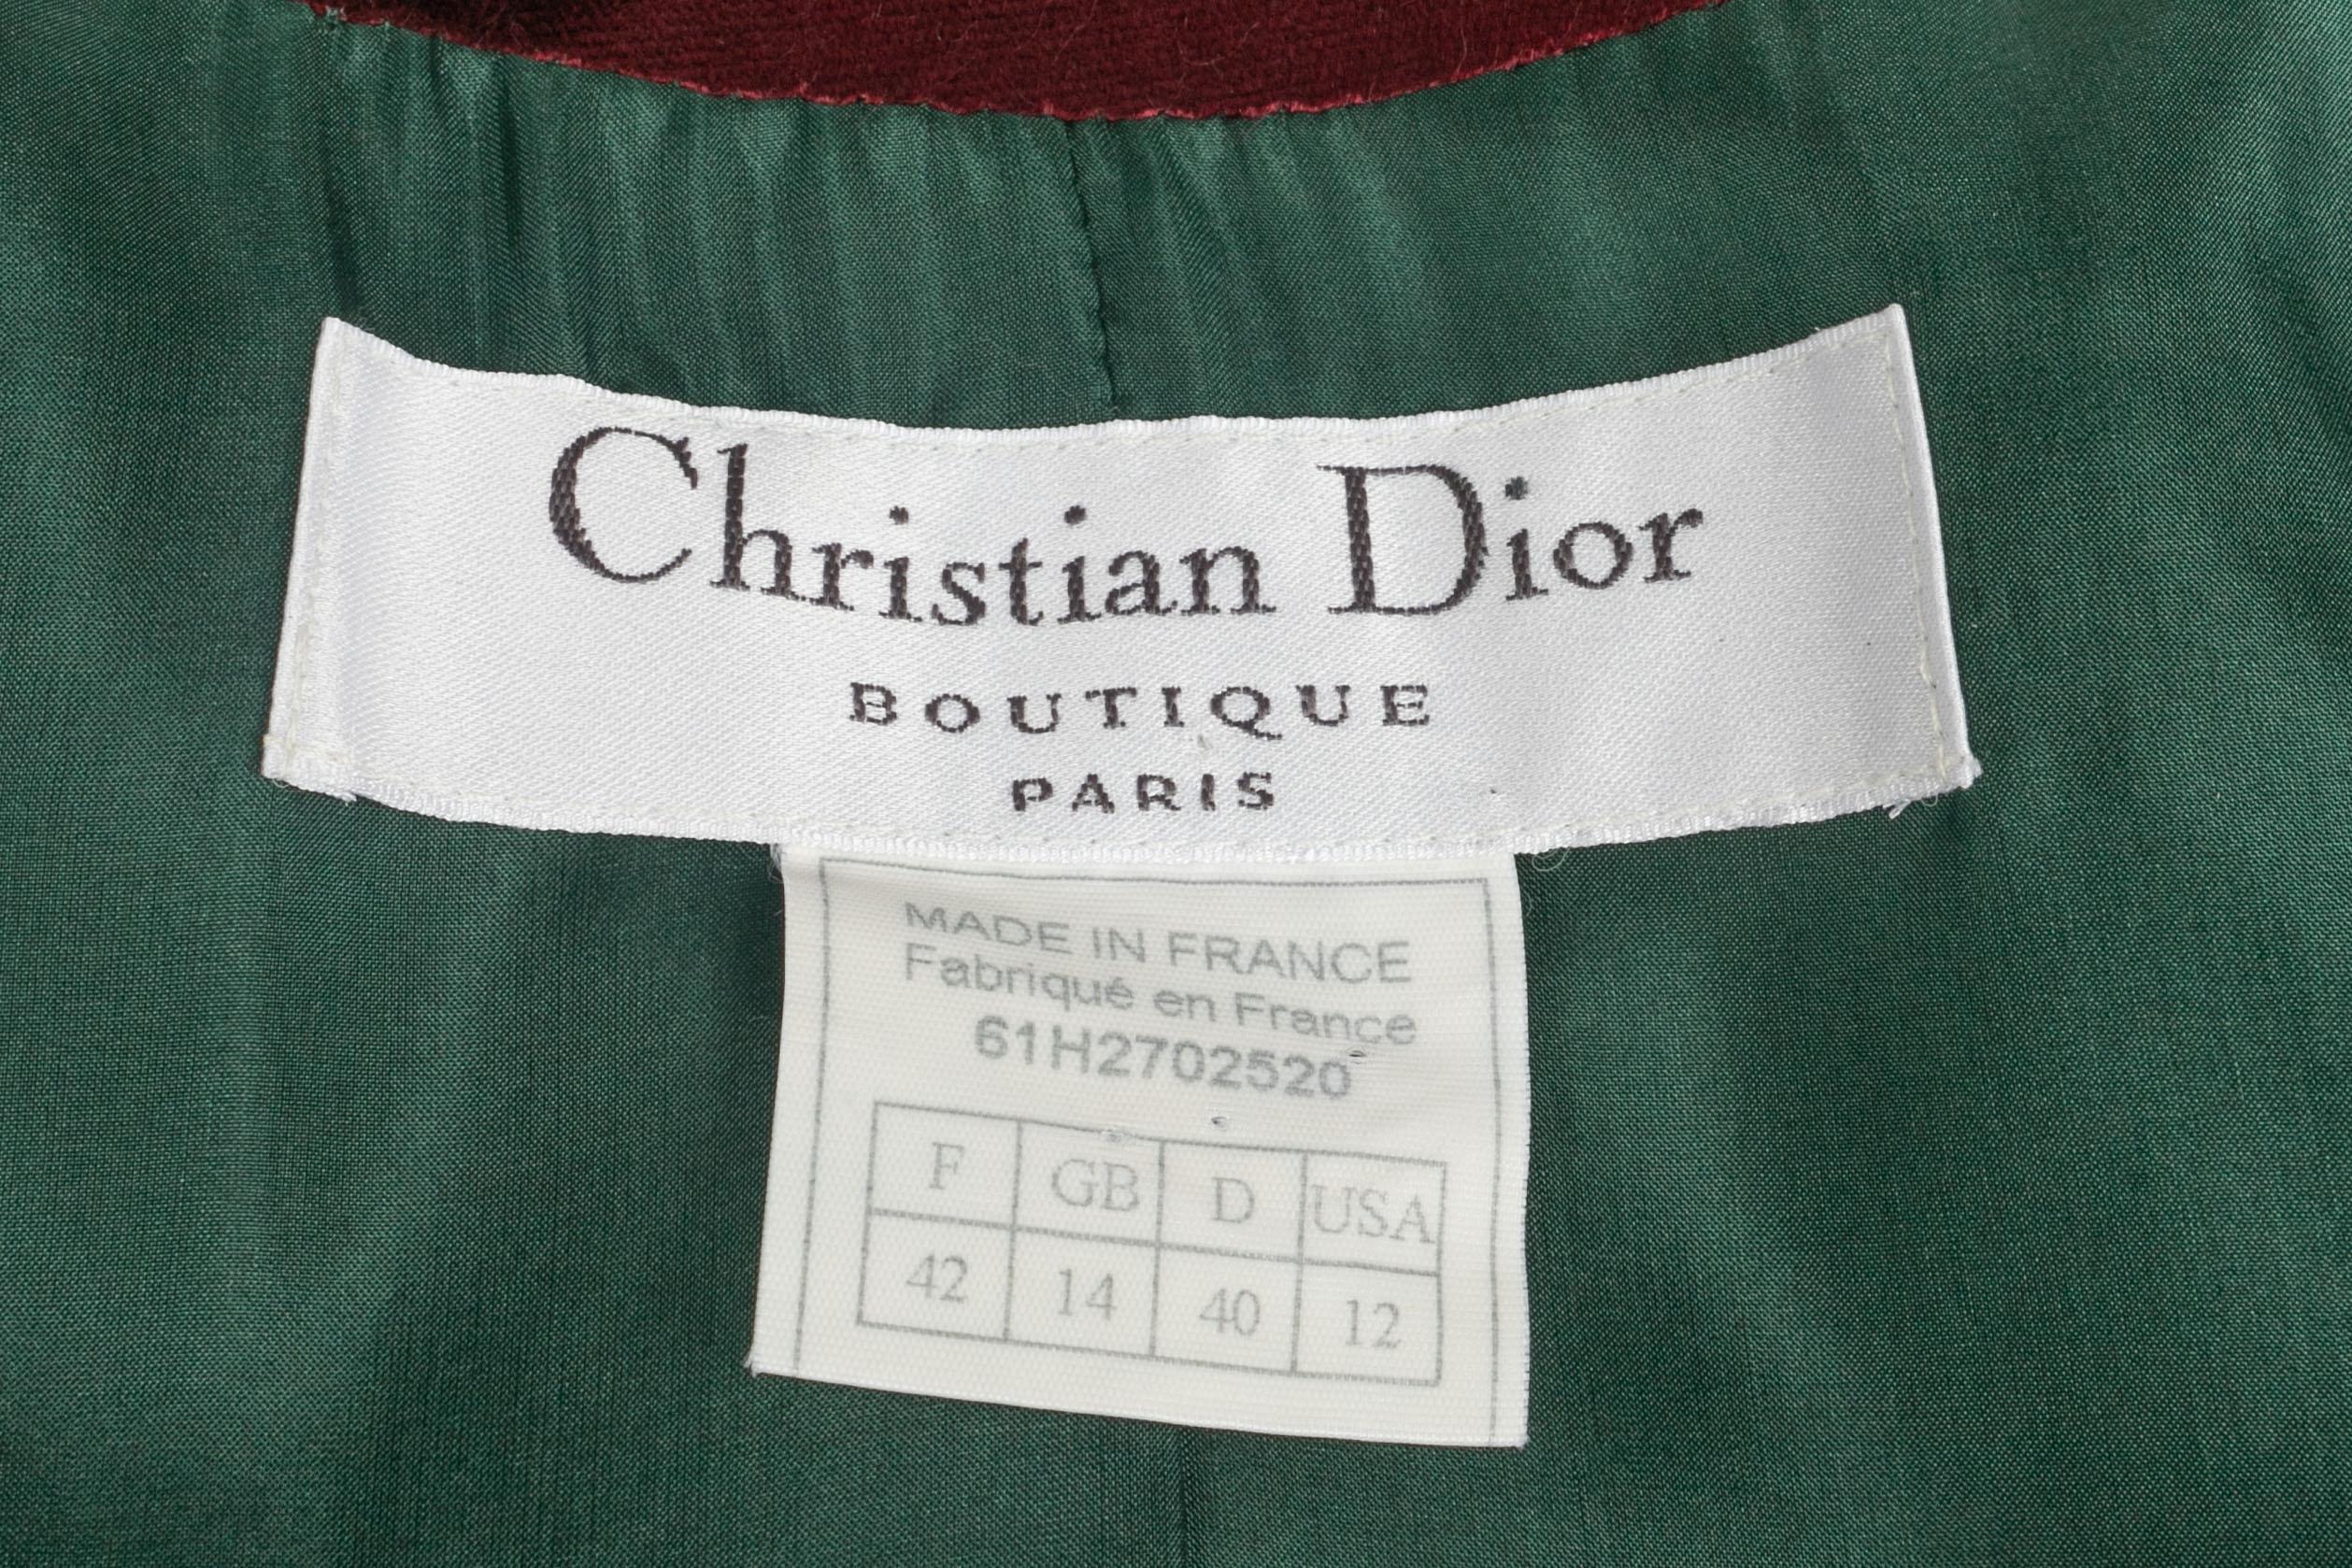 Christian Dior
BOUTIQUE
PARIS
MADE IN FRANCE
Fabriqué en France
61H2702520
F GB D USA
42 14 40 12